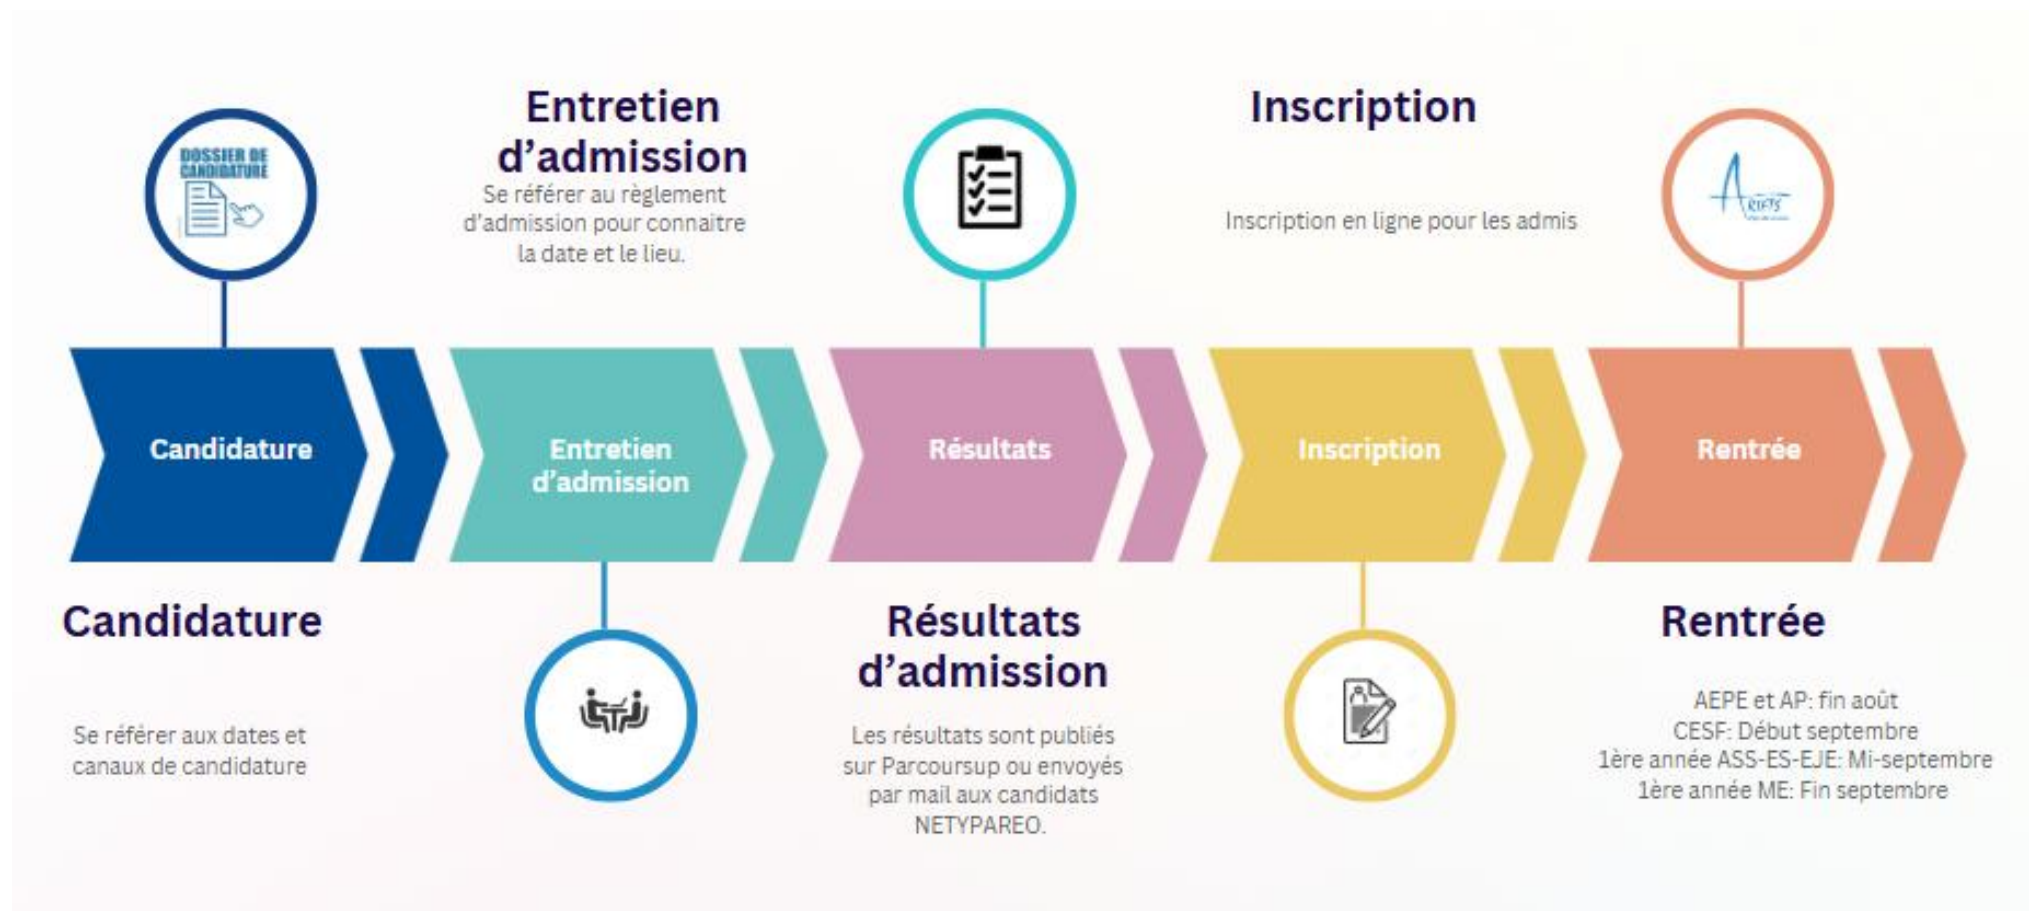 Entretien
d’admission
Se référer au règlement
d’admission pour connaitre
la date et le lieu.
Inscription
Inscription en ligne pour les admis
DOSSIER DE
CANDIDATURE
ARIFTS
Candidature
Entretien
d’admission
Résultats
Inscription
Rentrée
Candidature
Se référer aux dates et
canaux de candidature
Résultats
d’admission
Les résultats sont publiés
sur Parcoursup ou envoyés
par mail aux candidats
NETYPAREO.
Rentrée
AEPE et AP: fin août
CESF: Début septembre
1ère année ASS-ES-EJE: Mi-septembre
1ère année ME: Fin septembre